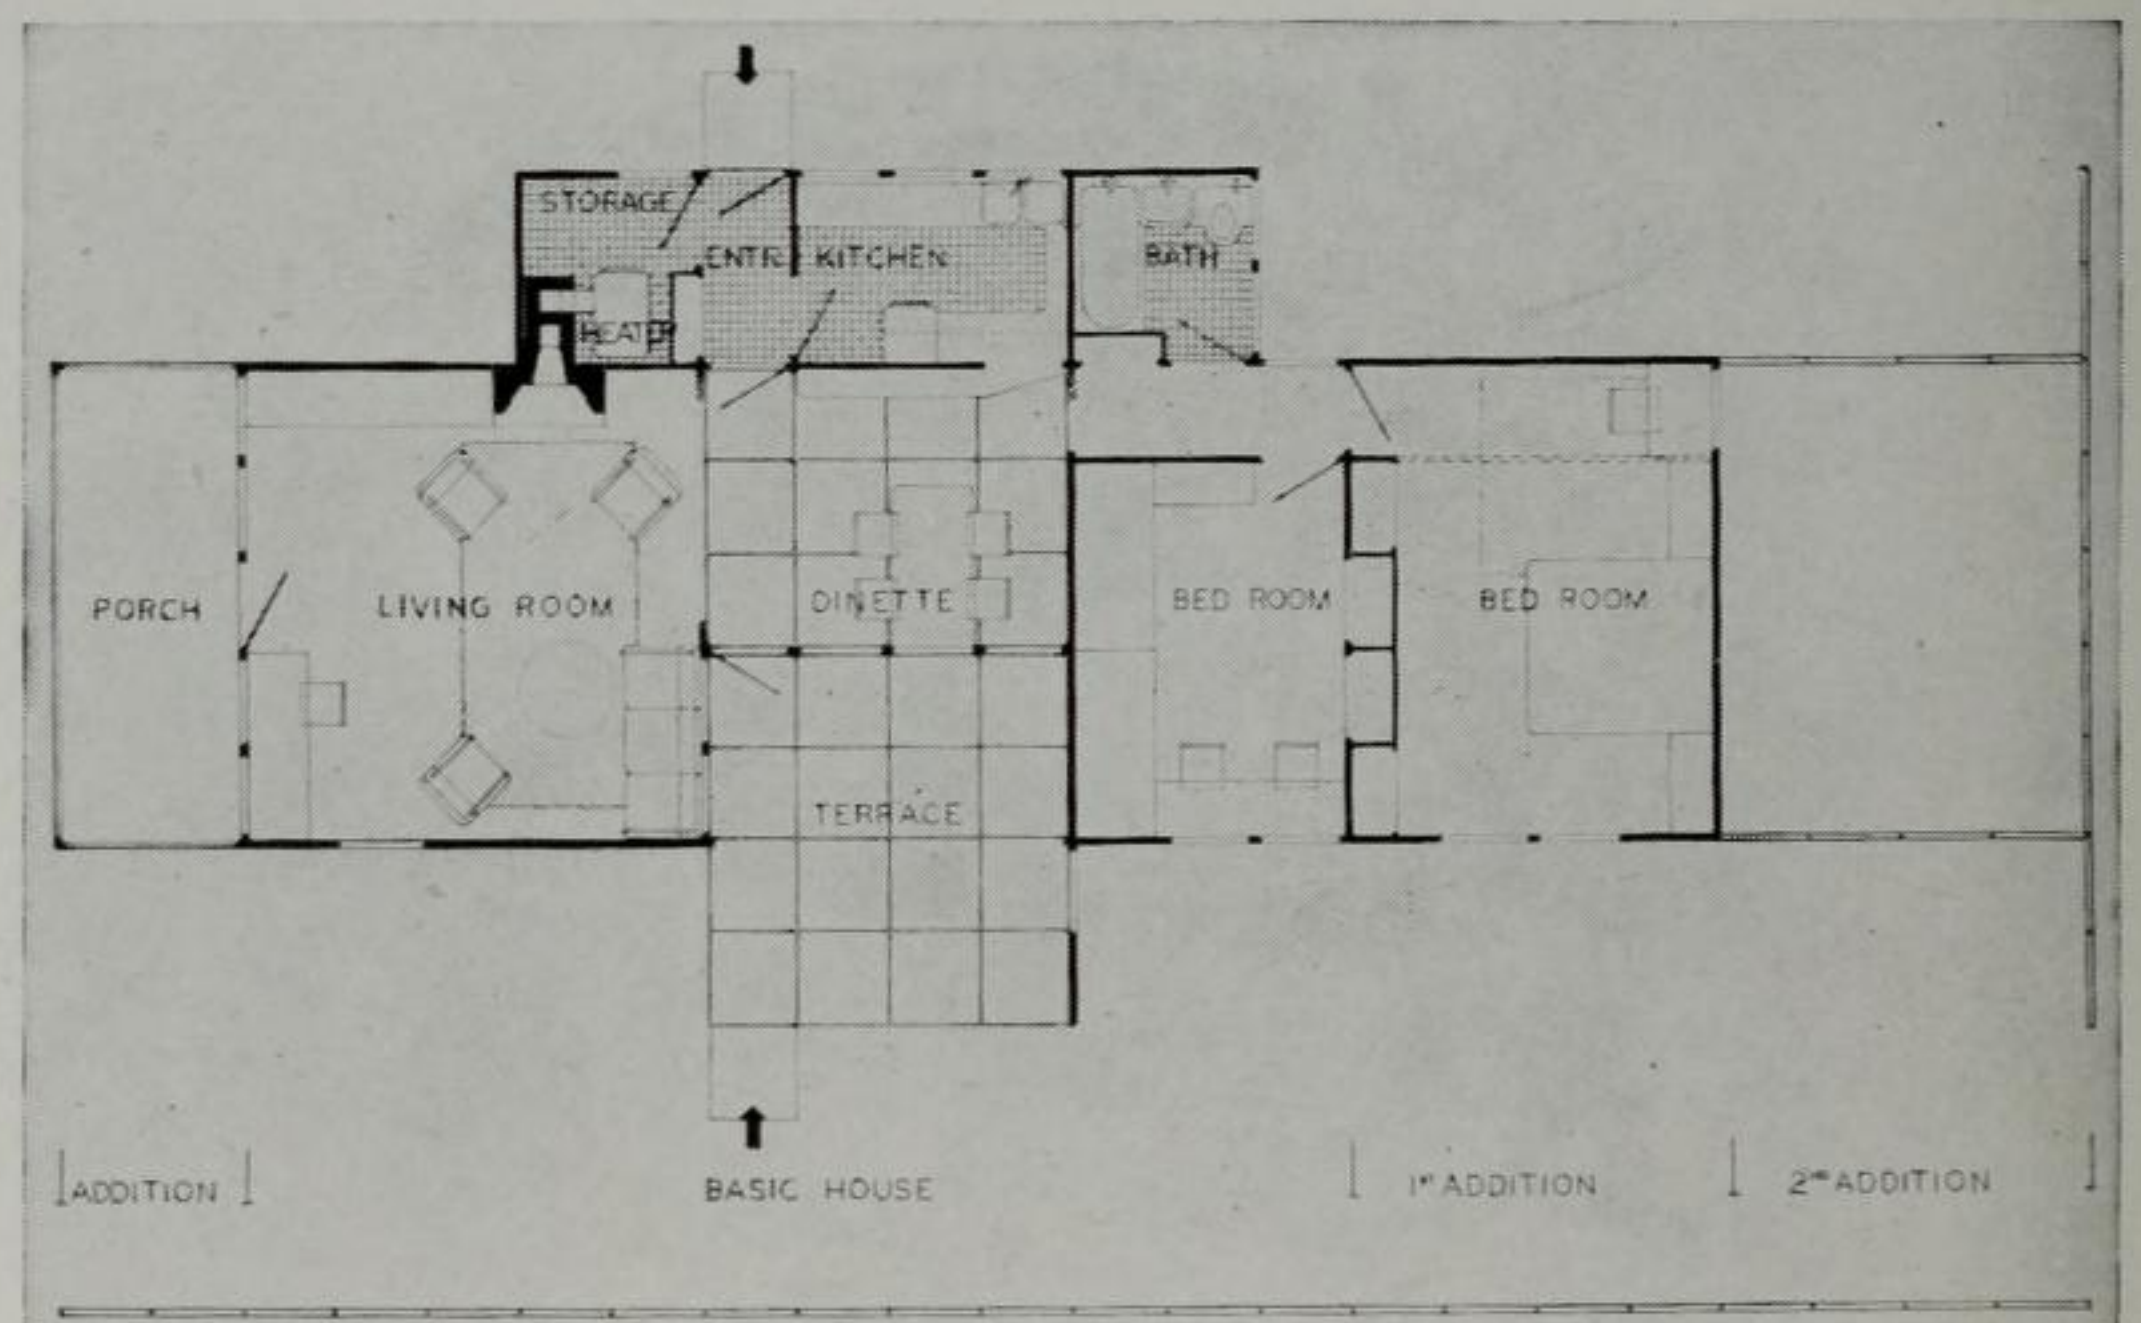 STORAGE
ENTRY KITCHEN
BATH
HEATER
PORCH
LIVING ROOM
DINETTE
BED ROOM
BED ROOM
TERRACE
ADDITION
BASIC HOUSE
1st ADDITION
2nd ADDITION